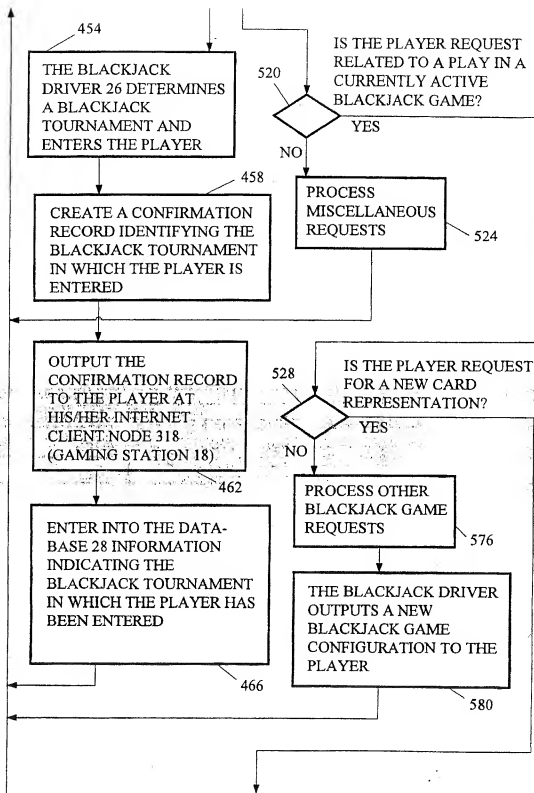 454
THE BLACKJACK
DRIVER 26 DETERMINES
A BLACKJACK
TOURNAMENT AND
ENTERS THE PLAYER
458
CREATE A CONFIRMATION
RECORD IDENTIFYING THE
BLACKJACK TOURNAMENT
IN WHICH THE PLAYER IS
ENTERED
OUTPUT THE
CONFIRMATION RECORD
TO THE PLAYER AT
HIS/HER INTERNET
CLIENT NODE 318
(GAMING STATION 18)
462
ENTER INTO THE DATA-
BASE 28 INFORMATION
INDICATING THE
BLACKJACK TOURNAMENT
IN WHICH THE PLAYER HAS
BEEN ENTERED
466
IS THE PLAYER REQUEST
RELATED TO A PLAY IN A
CURRENTLY ACTIVE
BLACKJACK GAME?
520
YES
NO
PROCESS
MISCELLANEOUS
REQUESTS
524
IS THE PLAYER REQUEST
FOR A NEW CARD
REPRESENTATION?
528
YES
NO
PROCESS OTHER
BLACKJACK GAME
REQUESTS
576
THE BLACKJACK DRIVER
OUTPUTS A NEW
BLACKJACK GAME
CONFIGURATION TO THE
PLAYER
580